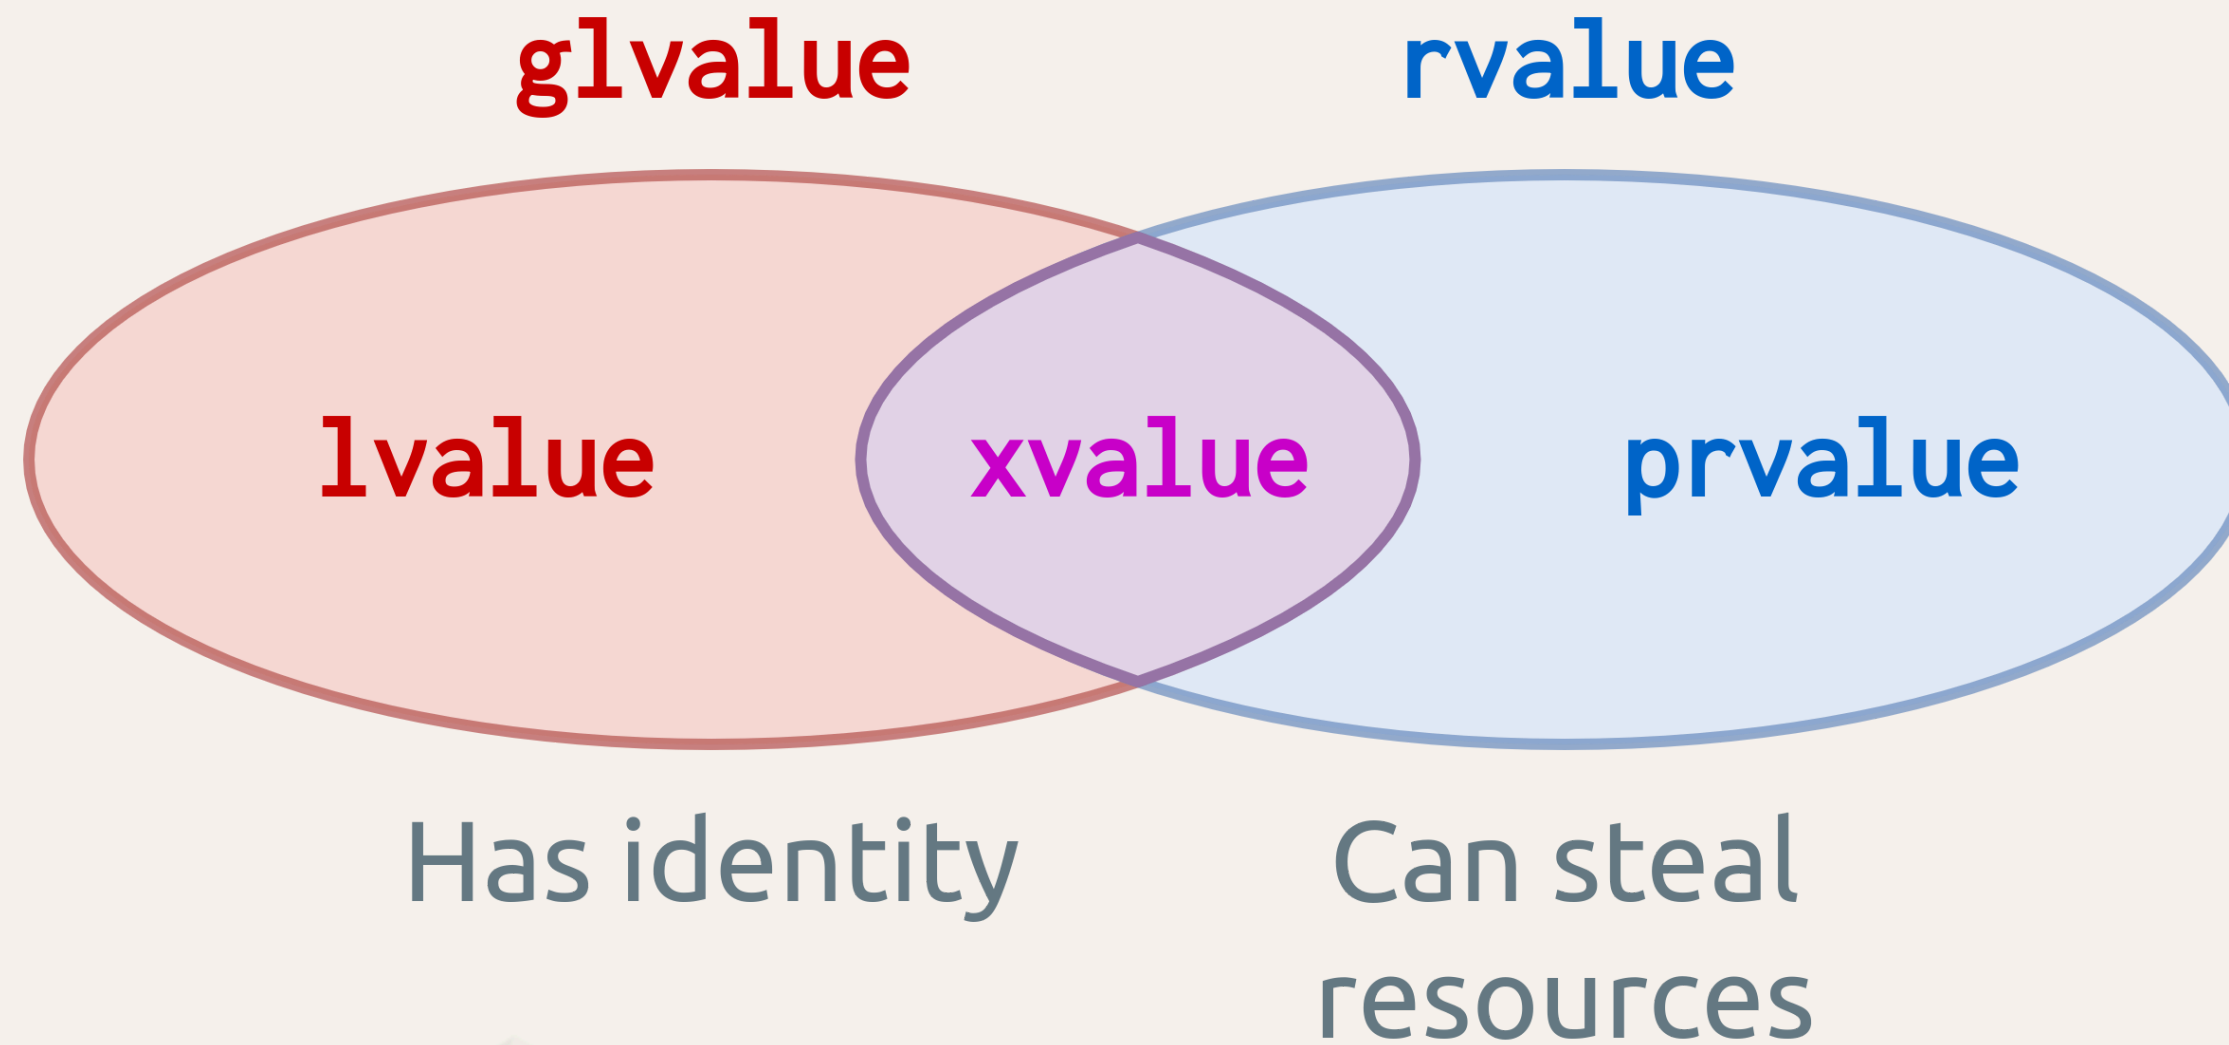 glvalue rvalue
lvalue xvalue prvalue
Has identity Can steal
resources